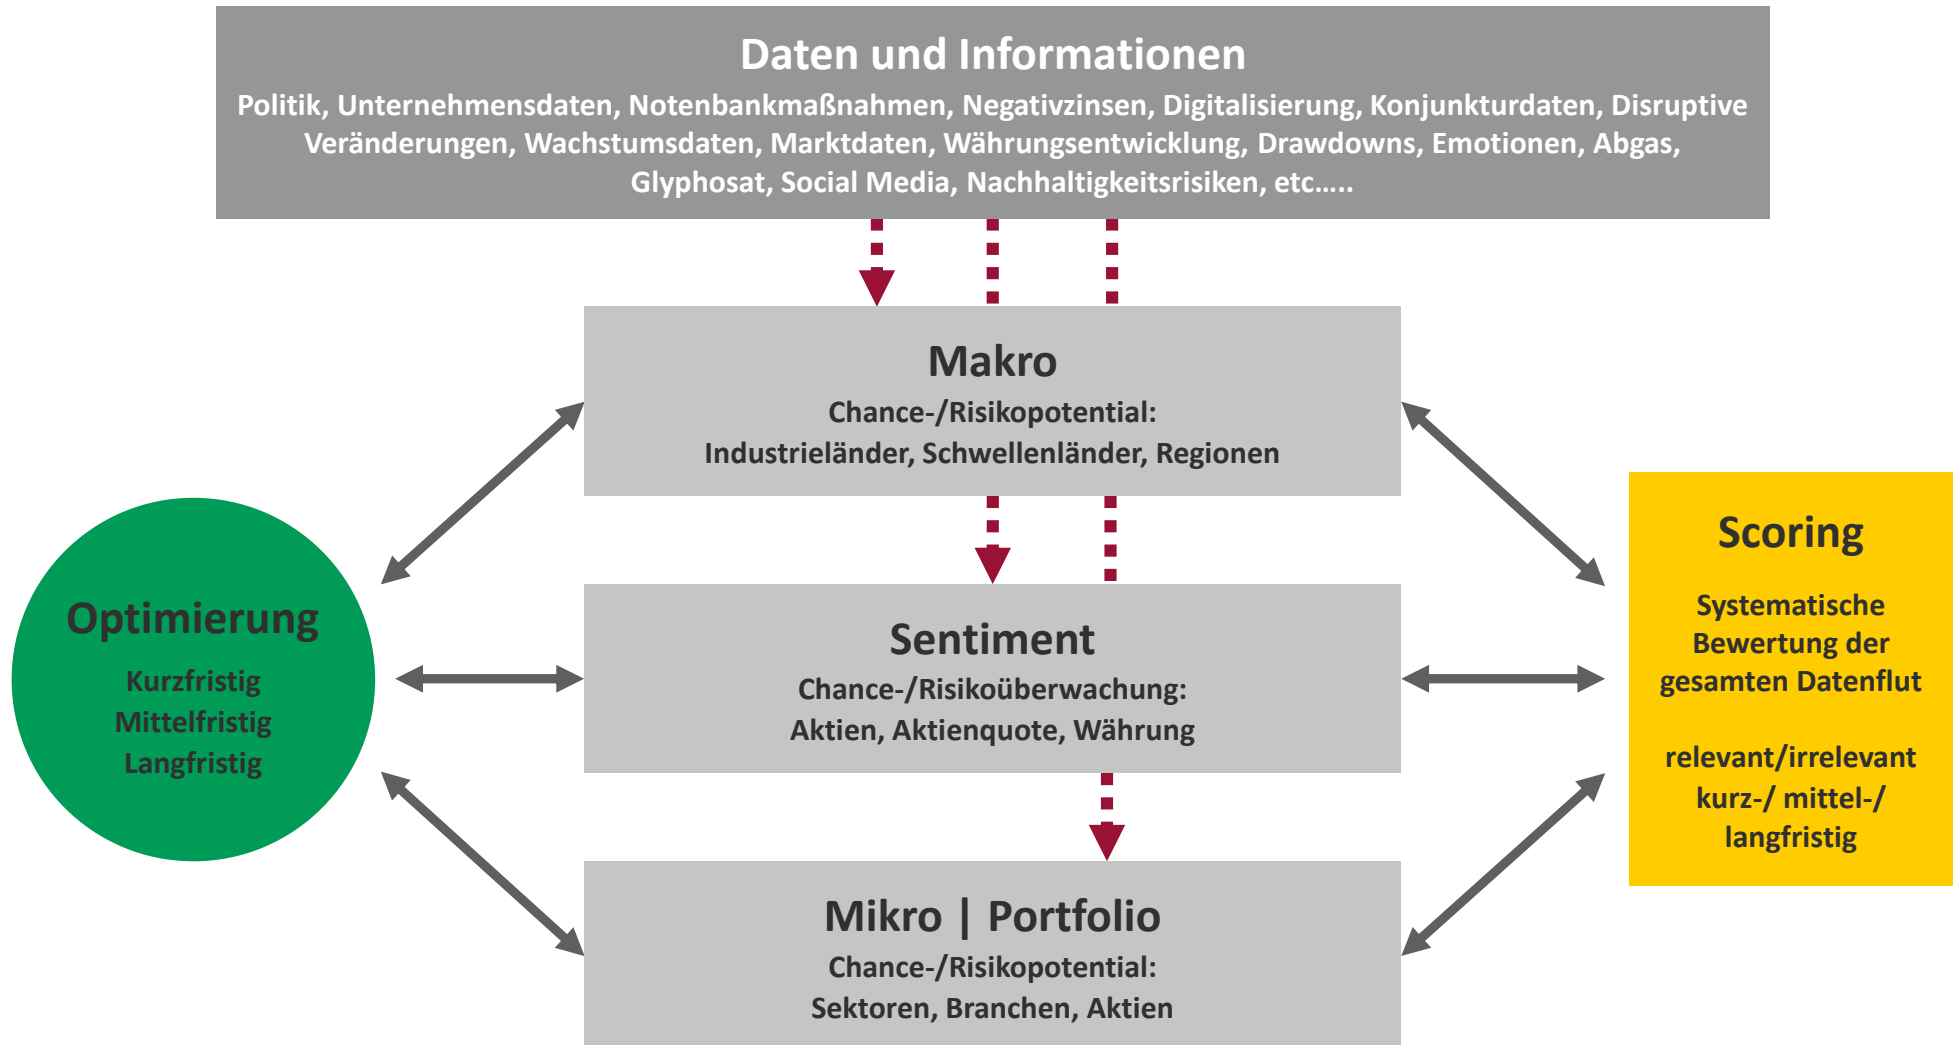 Daten und Informationen
Politik, Unternehmensdaten, Notenbankmaßnahmen, Negativzinsen, Digitalisierung, Konjunkturdaten, Disruptive
Veränderungen, Wachstumsdaten, Marktdaten, Währungsentwicklung, Drawdowns, Emotionen, Abgas,
Glyphosat, Social Media, Nachhaltigkeitsrisiken, etc…..
Makro
Chance-/Risikopotential:
Industrieländer, Schwellenländer, Regionen
Optimierung
Kurzfristig
Mittelfristig
Langfristig
Sentiment
Chance-/Risikoüberwachung:
Aktien, Aktienquote, Währung
Scoring
Systematische
Bewertung der
gesamten Datenflut
relevant/irrelevant
kurz-/ mittel-/
langfristig
Mikro | Portfolio
Chance-/Risikopotential:
Sektoren, Branchen, Aktien